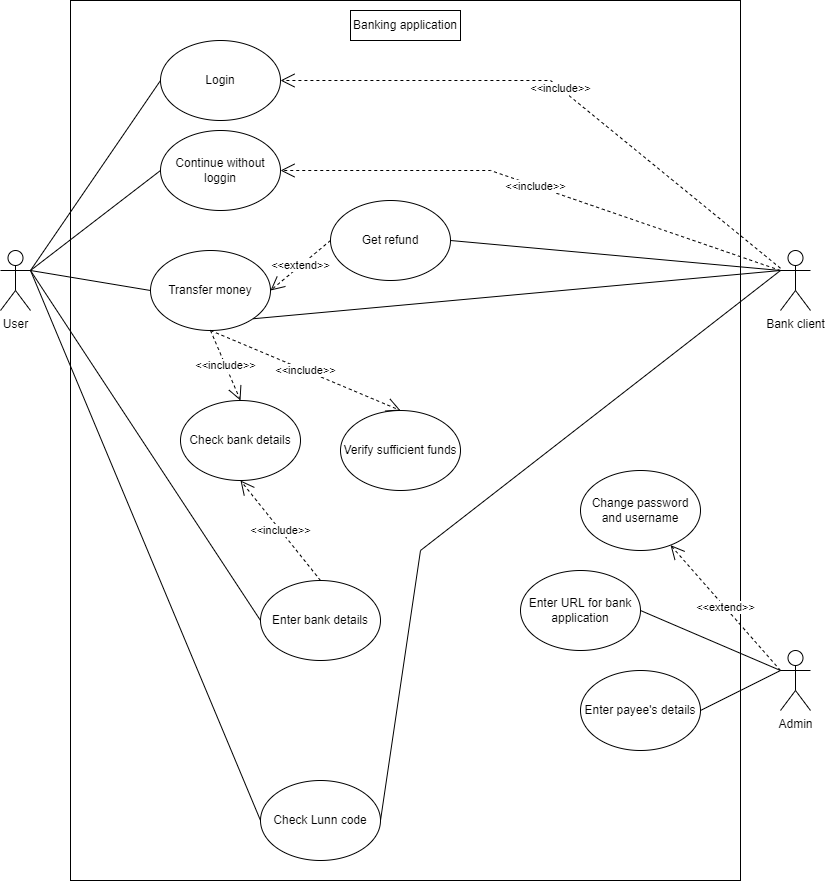 Banking application
Login
<<include>>
Continue without
loggin
<<include>>
Get refund
<<extend>>
Transfer money
User
Bank client
<<include>>
<<include>>
Check bank details
Verify sufficient funds
Change password
and username
<<include>>
Enter URL for bank
application
<<extend>>
Enter bank details
Enter payee's details
Admin
Check Lunn code